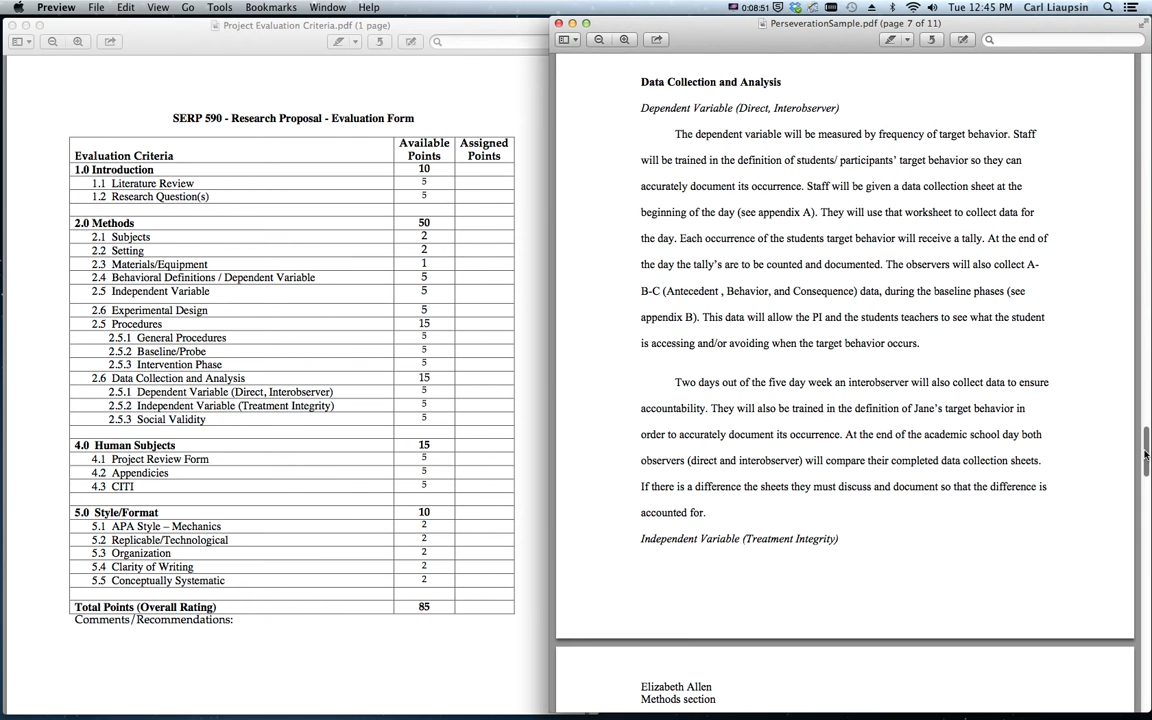 Preview File Edit View Go Tools Bookmarks Window Help 0:08:51 Tue 12:45 PM Carl Liaupsin
Project Evaluation Criteria.pdf (1 page)
SERP 590 - Research Proposal - Evaluation Form
Evaluation Criteria Available Points Assigned Points
1.0 Introduction 10
1.1 Literature Review 5
1.2 Research Question(s) 5
2.0 Methods 50
2.1 Subjects 2
2.2 Setting 2
2.3 Materials/Equipment 1
2.4 Behavioral Definitions / Dependent Variable 5
2.5 Independent Variable 5
2.6 Experimental Design 5
2.5 Procedures 15
2.5.1 General Procedures 5
2.5.2 Baseline/Probe 5
2.5.3 Intervention Phase 5
2.6 Data Collection and Analysis 15
2.5.1 Dependent Variable (Direct, Interobserver) 5
2.5.2 Independent Variable (Treatment Integrity) 5
2.5.3 Social Validity 5
4.0 Human Subjects 15
4.1 Project Review Form 5
4.2 Appendicies 5
4.3 CITI 5
5.0 Style/Format 10
5.1 APA Style – Mechanics 2
5.2 Replicable/Technological 2
5.3 Organization 2
5.4 Clarity of Writing 2
5.5 Conceptually Systematic 2
Total Points (Overall Rating) 85
Comments/Recommendations:
PerseverationSample.pdf (page 7 of 11)
Data Collection and Analysis
Dependent Variable (Direct, Interobserver)
The dependent variable will be measured by frequency of target behavior. Staff
will be trained in the definition of students/ participants’ target behavior so they can
accurately document its occurrence. Staff will be given a data collection sheet at the
beginning of the day (see appendix A). They will use that worksheet to collect data for
the day. Each occurrence of the students target behavior will receive a tally. At the end of
the day the tally’s are to be counted and documented. The observers will also collect A-
B-C (Antecedent , Behavior, and Consequence) data, during the baseline phases (see
appendix B). This data will allow the PI and the students teachers to see what the student
is accessing and/or avoiding when the target behavior occurs.
Two days out of the five day week an interobserver will also collect data to ensure
accountability. They will also be trained in the definition of Jane’s target behavior in
order to accurately document its occurrence. At the end of the academic school day both
observers (direct and interobserver) will compare their completed data collection sheets.
If there is a difference the sheets they must discuss and document so that the difference is
accounted for.
Independent Variable (Treatment Integrity)
Elizabeth Allen
Methods section